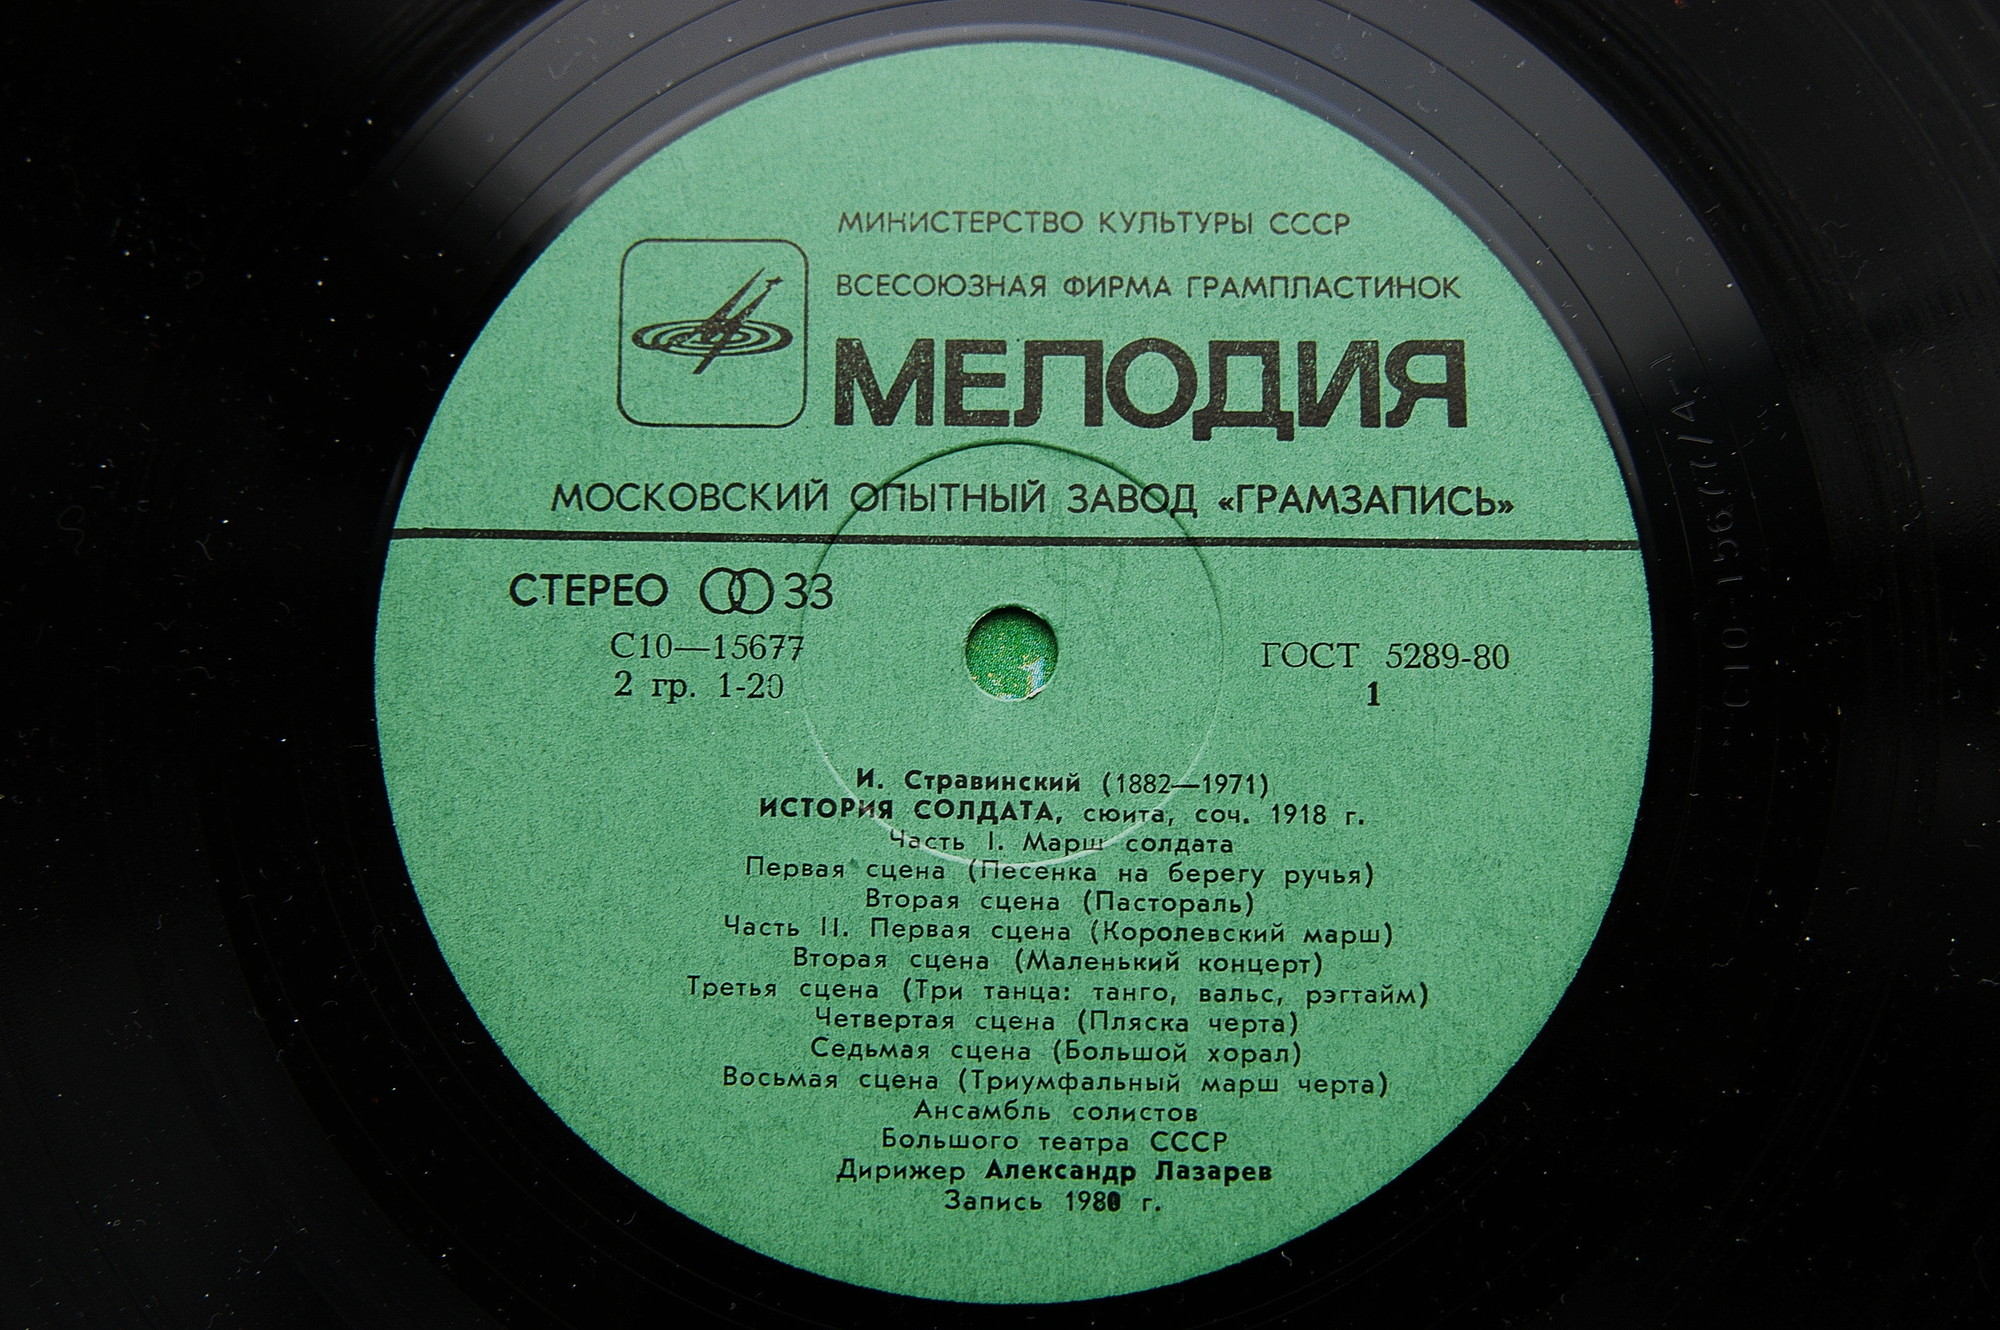 МИНИСТЕРСТВО КУЛЬТУРЫ СССР
ВСЕСОЮЗНАЯ ФИРМА ГРАМПЛАСТИНОК
МЕЛОДИЯ
МОСКОВСКИЙ ОПЫТНЫЙ ЗАВОД «ГРАМЗАПИСЬ»
СТЕРЕО 33
С10—15677
2 гр. 1-20
ГОСТ 5289-80
1
И. Стравинский (1882—1971)
ИСТОРИЯ СОЛДАТА, сюита, соч. 1918 г.
Часть I. Марш солдата
Первая сцена (Песенка на берегу ручья)
Вторая сцена (Пастораль)
Часть II. Первая сцена (Королевский марш)
Вторая сцена (Маленький концерт)
Третья сцена (Три танца: танго, вальс, рэгтайм)
Четвертая сцена (Пляска черта)
Седьмая сцена (Большой хорал)
Восьмая сцена (Триумфальный марш черта)
Ансамбль солистов
Большого театра СССР
Дирижер Александр Лазарев
Запись 1980 г.